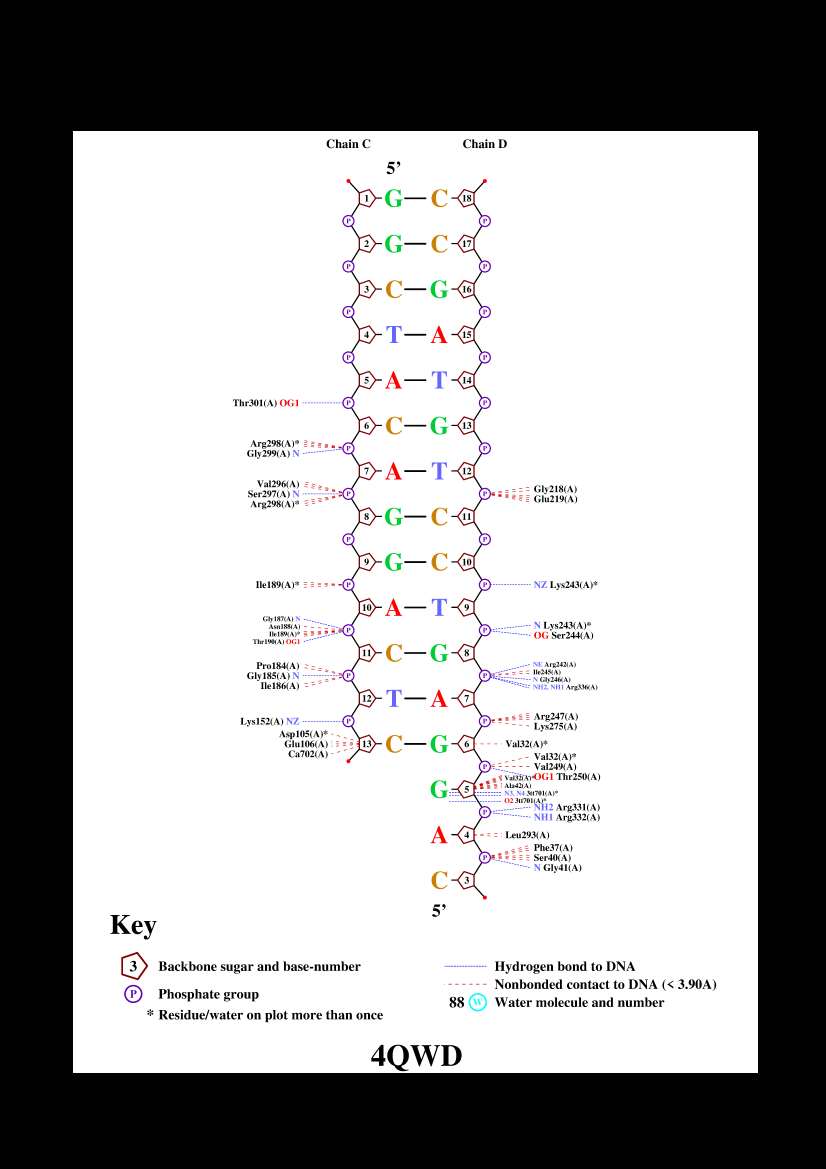 Chain C Chain D
5’
1 G C 18
P P
2 G C 17
P P
3 C G 16
P P
4 T A 15
P P
5 A T 14
Thr301(A) OG1 P P
6 C G 13
Arg298(A)*
Gly299(A) N P P
7 A T 12
Val296(A)
Ser297(A) N
Arg298(A)* P P Gly218(A)
Glu219(A)
8 G C 11
P P
9 G C 10
Ile189(A)* P P NZ Lys243(A)*
10 A T 9
Gly187(A) N
Asn188(A)
Ile189(A)*
Thr190(A) OG1 P P N Lys243(A)*
OG Ser244(A)
11 C G 8
Pro184(A)
Gly185(A) N
Ile186(A) P P NE Arg242(A)
Ile245(A)
N Gly246(A)
NH2, NH1 Arg336(A)
12 T A 7
Lys152(A) NZ P P Arg247(A)
Lys275(A)
Asp105(A)*
Glu106(A)
Ca702(A) 13 C G 6 Val32(A)*
P Val32(A)*
Val249(A)
OG1 Thr250(A)
G 5 Val32(A)*
Ala42(A)
N3, N4 3tt701(A)*
O2 3tt701(A)*
P NH2 Arg331(A)
NH1 Arg332(A)
A 4 Leu293(A)
P Phe37(A)
Ser40(A)
N Gly41(A)
C 3
5’
Key
3 Backbone sugar and base-number
P Phosphate group
* Residue/water on plot more than once
Hydrogen bond to DNA
Nonbonded contact to DNA (< 3.90A)
88 W Water molecule and number
4QWD